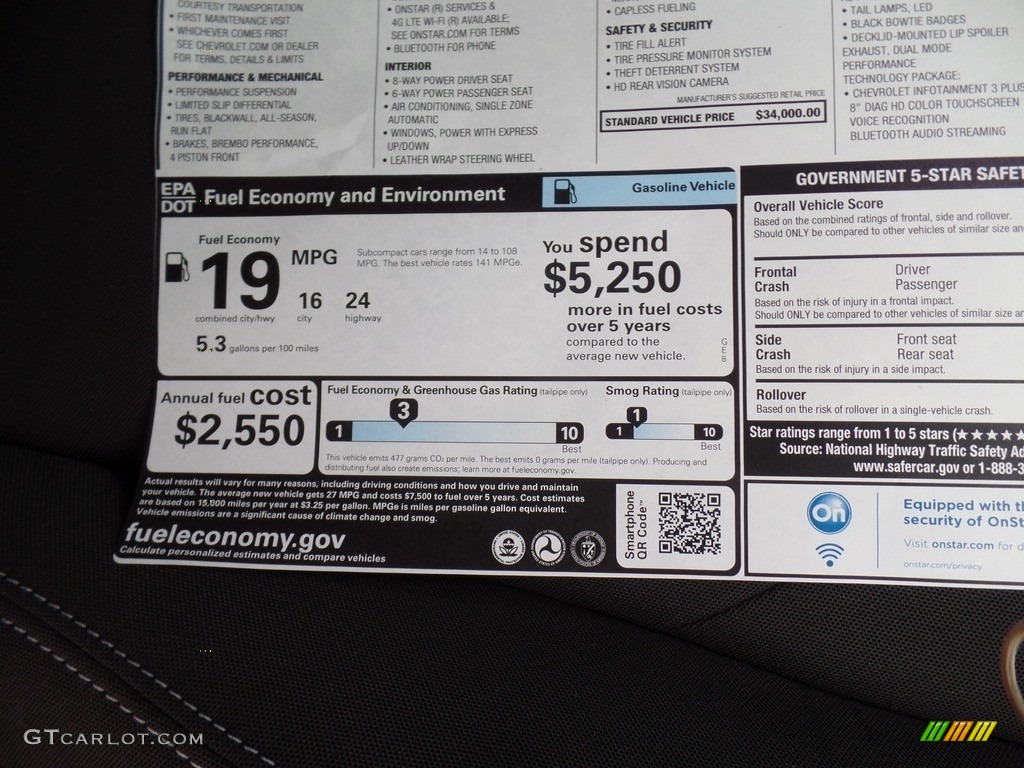 COURTESY TRANSPORTATION
• FIRST MAINTENANCE VISIT
• WHICHEVER COMES FIRST
SEE CHEVROLET.COM OR DEALER
FOR TERMS, DETAILS & LIMITS
PERFORMANCE & MECHANICAL
• PERFORMANCE SUSPENSION
• LIMITED SLIP DIFFERENTIAL
• TIRES, BLACKWALL, ALL-SEASON,
RUN FLAT
• BRAKES, BREMBO PERFORMANCE,
4 PISTON FRONT
• ONSTAR (R) SERVICES &
4G LTE WI-FI (R) AVAILABLE;
SEE ONSTAR.COM FOR TERMS
• BLUETOOTH FOR PHONE
INTERIOR
• 8-WAY POWER DRIVER SEAT
• 6-WAY POWER PASSENGER SEAT
• AIR CONDITIONING, SINGLE ZONE
AUTOMATIC
• WINDOWS, POWER WITH EXPRESS
UP/DOWN
• LEATHER WRAP STEERING WHEEL
• CAPLESS FUELING
SAFETY & SECURITY
• TIRE FILL ALERT
• TIRE PRESSURE MONITOR SYSTEM
• THEFT DETERRENT SYSTEM
• HD REAR VISION CAMERA
MANUFACTURER'S SUGGESTED RETAIL PRICE
STANDARD VEHICLE PRICE $34,000.00
• TAIL LAMPS, LED
• BLACK BOWTIE BADGES
• DECKLID-MOUNTED LIP SPOILER
EXHAUST, DUAL MODE
PERFORMANCE
TECHNOLOGY PACKAGE:
• CHEVROLET INFOTAINMENT 3 PLUS
8" DIAG HD COLOR TOUCHSCREEN
VOICE RECOGNITION
BLUETOOTH AUDIO STREAMING
EPA
DOT Fuel Economy and Environment
Gasoline Vehicle
Fuel Economy
19 MPG
combined city/hwy
16
city
24
highway
5.3 gallons per 100 miles
Subcompact cars range from 14 to 108
MPG. The best vehicle rates 141 MPGe.
You spend
$5,250
more in fuel costs
over 5 years
compared to the
average new vehicle.
G
E
8
Annual fuel cost
$2,550
Fuel Economy & Greenhouse Gas Rating (tailpipe only)
3
1 10
Best
Smog Rating (tailpipe only)
1
1 10
Best
This vehicle emits 477 grams CO₂ per mile. The best emits 0 grams per mile (tailpipe only). Producing and
distributing fuel also create emissions; learn more at fueleconomy.gov.
Actual results will vary for many reasons, including driving conditions and how you drive and maintain
your vehicle. The average new vehicle gets 27 MPG and costs $7,500 to fuel over 5 years. Cost estimates
are based on 15,000 miles per year at $3.25 per gallon. MPGe is miles per gasoline gallon equivalent.
Vehicle emissions are a significant cause of climate change and smog.
fueleconomy.gov
Calculate personalized estimates and compare vehicles
Smartphone
QR Code™
GOVERNMENT 5-STAR SAFET
Overall Vehicle Score
Based on the combined ratings of frontal, side and rollover.
Should ONLY be compared to other vehicles of similar size an
Frontal Driver
Crash Passenger
Based on the risk of injury in a frontal impact.
Should ONLY be compared to other vehicles of similar size an
Side Front seat
Crash Rear seat
Based on the risk of injury in a side impact.
Rollover
Based on the risk of rollover in a single-vehicle crash.
Star ratings range from 1 to 5 stars (★★★★★
Source: National Highway Traffic Safety Ad
www.safercar.gov or 1-888-3
On
Equipped with th
security of OnSt
Visit onstar.com for d
onstar.com/privacy
GTCARLOT.COM